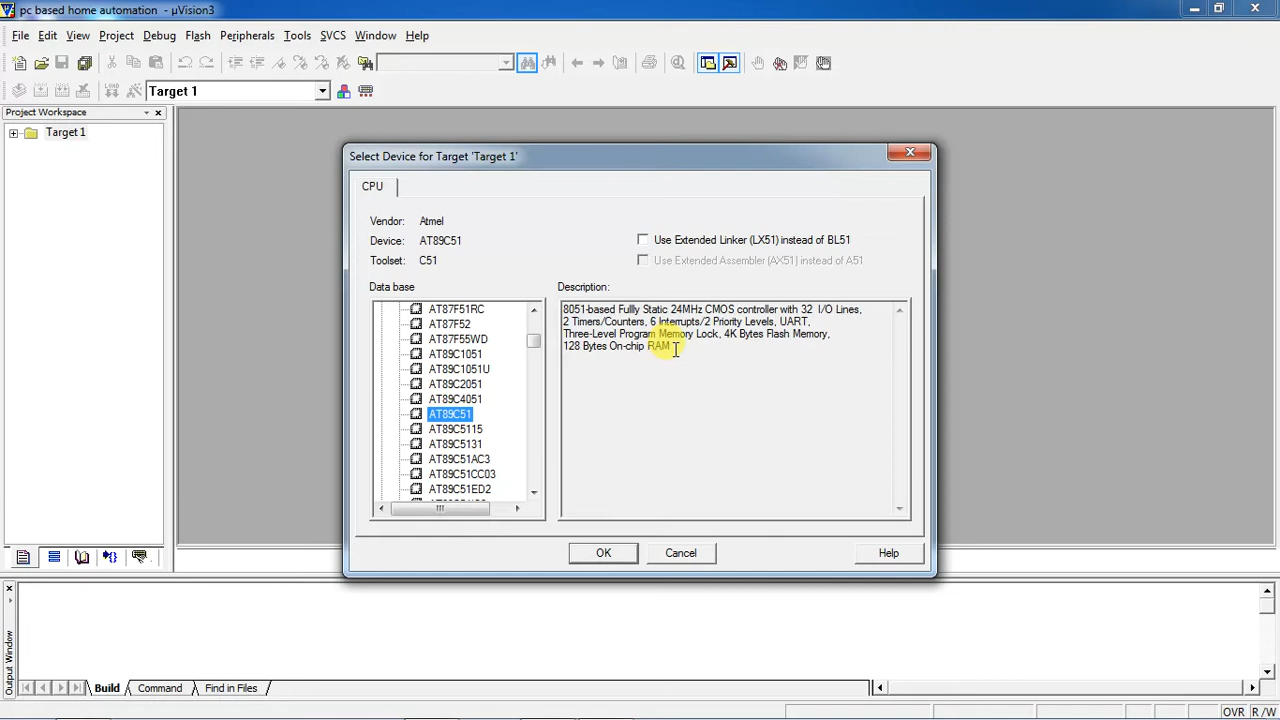 pc based home automation - µVision3
File Edit View Project Debug Flash Peripherals Tools SVCS Window Help
Target 1
Project Workspace
Target 1
Select Device for Target 'Target 1'
CPU
Vendor: Atmel
Device: AT89C51
Use Extended Linker (LX51) instead of BL51
Toolset: C51
Use Extended Assembler (AX51) instead of A51
Data base
Description:
AT87F51RC
AT87F52
AT87F55WD
AT89C1051
AT89C1051U
AT89C2051
AT89C4051
AT89C51
AT89C5115
AT89C5131
AT89C51AC3
AT89C51CC03
AT89C51ED2
8051-based Fullly Static 24MHz CMOS controller with 32 I/O Lines,
2 Timers/Counters, 6 Interrupts/2 Priority Levels, UART,
Three-Level Program Memory Lock, 4K Bytes Flash Memory,
128 Bytes On-chip RAM
OK Cancel Help
Output Window
Build Command Find in Files
OVR R/W